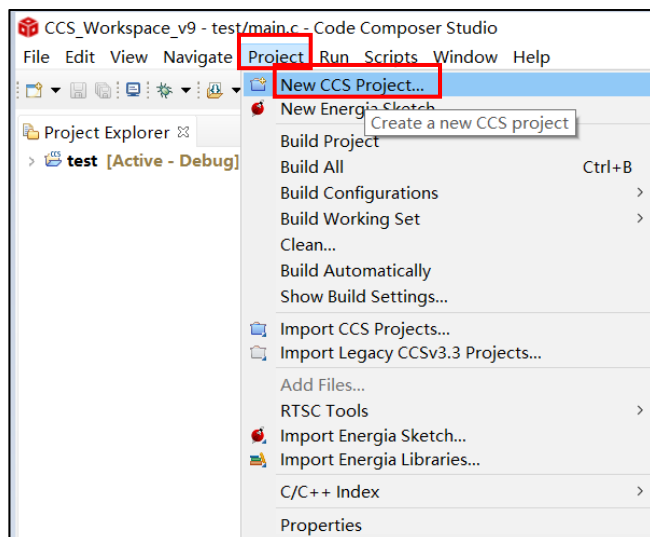 CCS_Workspace_v9 - test/main.c - Code Composer Studio
File Edit View Navigate Project Run Scripts Window Help
New CCS Project...
New Energia Sketch
Create a new CCS project
Project Explorer
test [Active - Debug]
Build Project
Build All Ctrl+B
Build Configurations
Build Working Set
Clean...
Build Automatically
Show Build Settings...
Import CCS Projects...
Import Legacy CCSv3.3 Projects...
Add Files...
RTSC Tools
Import Energia Sketch...
Import Energia Libraries...
C/C++ Index
Properties